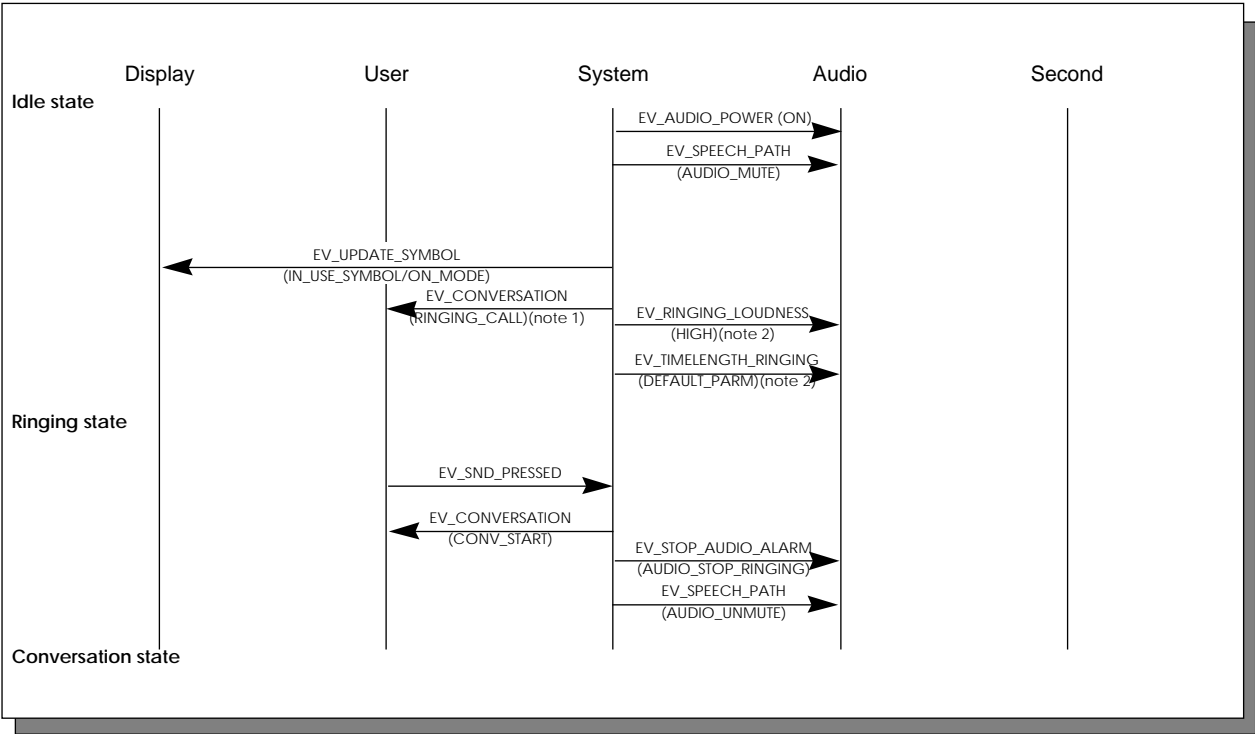 Display User System Audio Second
Idle state
EV_AUDIO_POWER (ON)
EV_SPEECH_PATH
(AUDIO_MUTE)
EV_UPDATE_SYMBOL
(IN_USE_SYMBOL/ON_MODE)
EV_CONVERSATION
(RINGING_CALL)(note 1)
EV_RINGING_LOUDNESS
(HIGH)(note 2)
EV_TIMELENGTH_RINGING
(DEFAULT_PARM)(note 2)
Ringing state
EV_SND_PRESSED
EV_CONVERSATION
(CONV_START)
EV_STOP_AUDIO_ALARM
(AUDIO_STOP_RINGING)
EV_SPEECH_PATH
(AUDIO_UNMUTE)
Conversation state